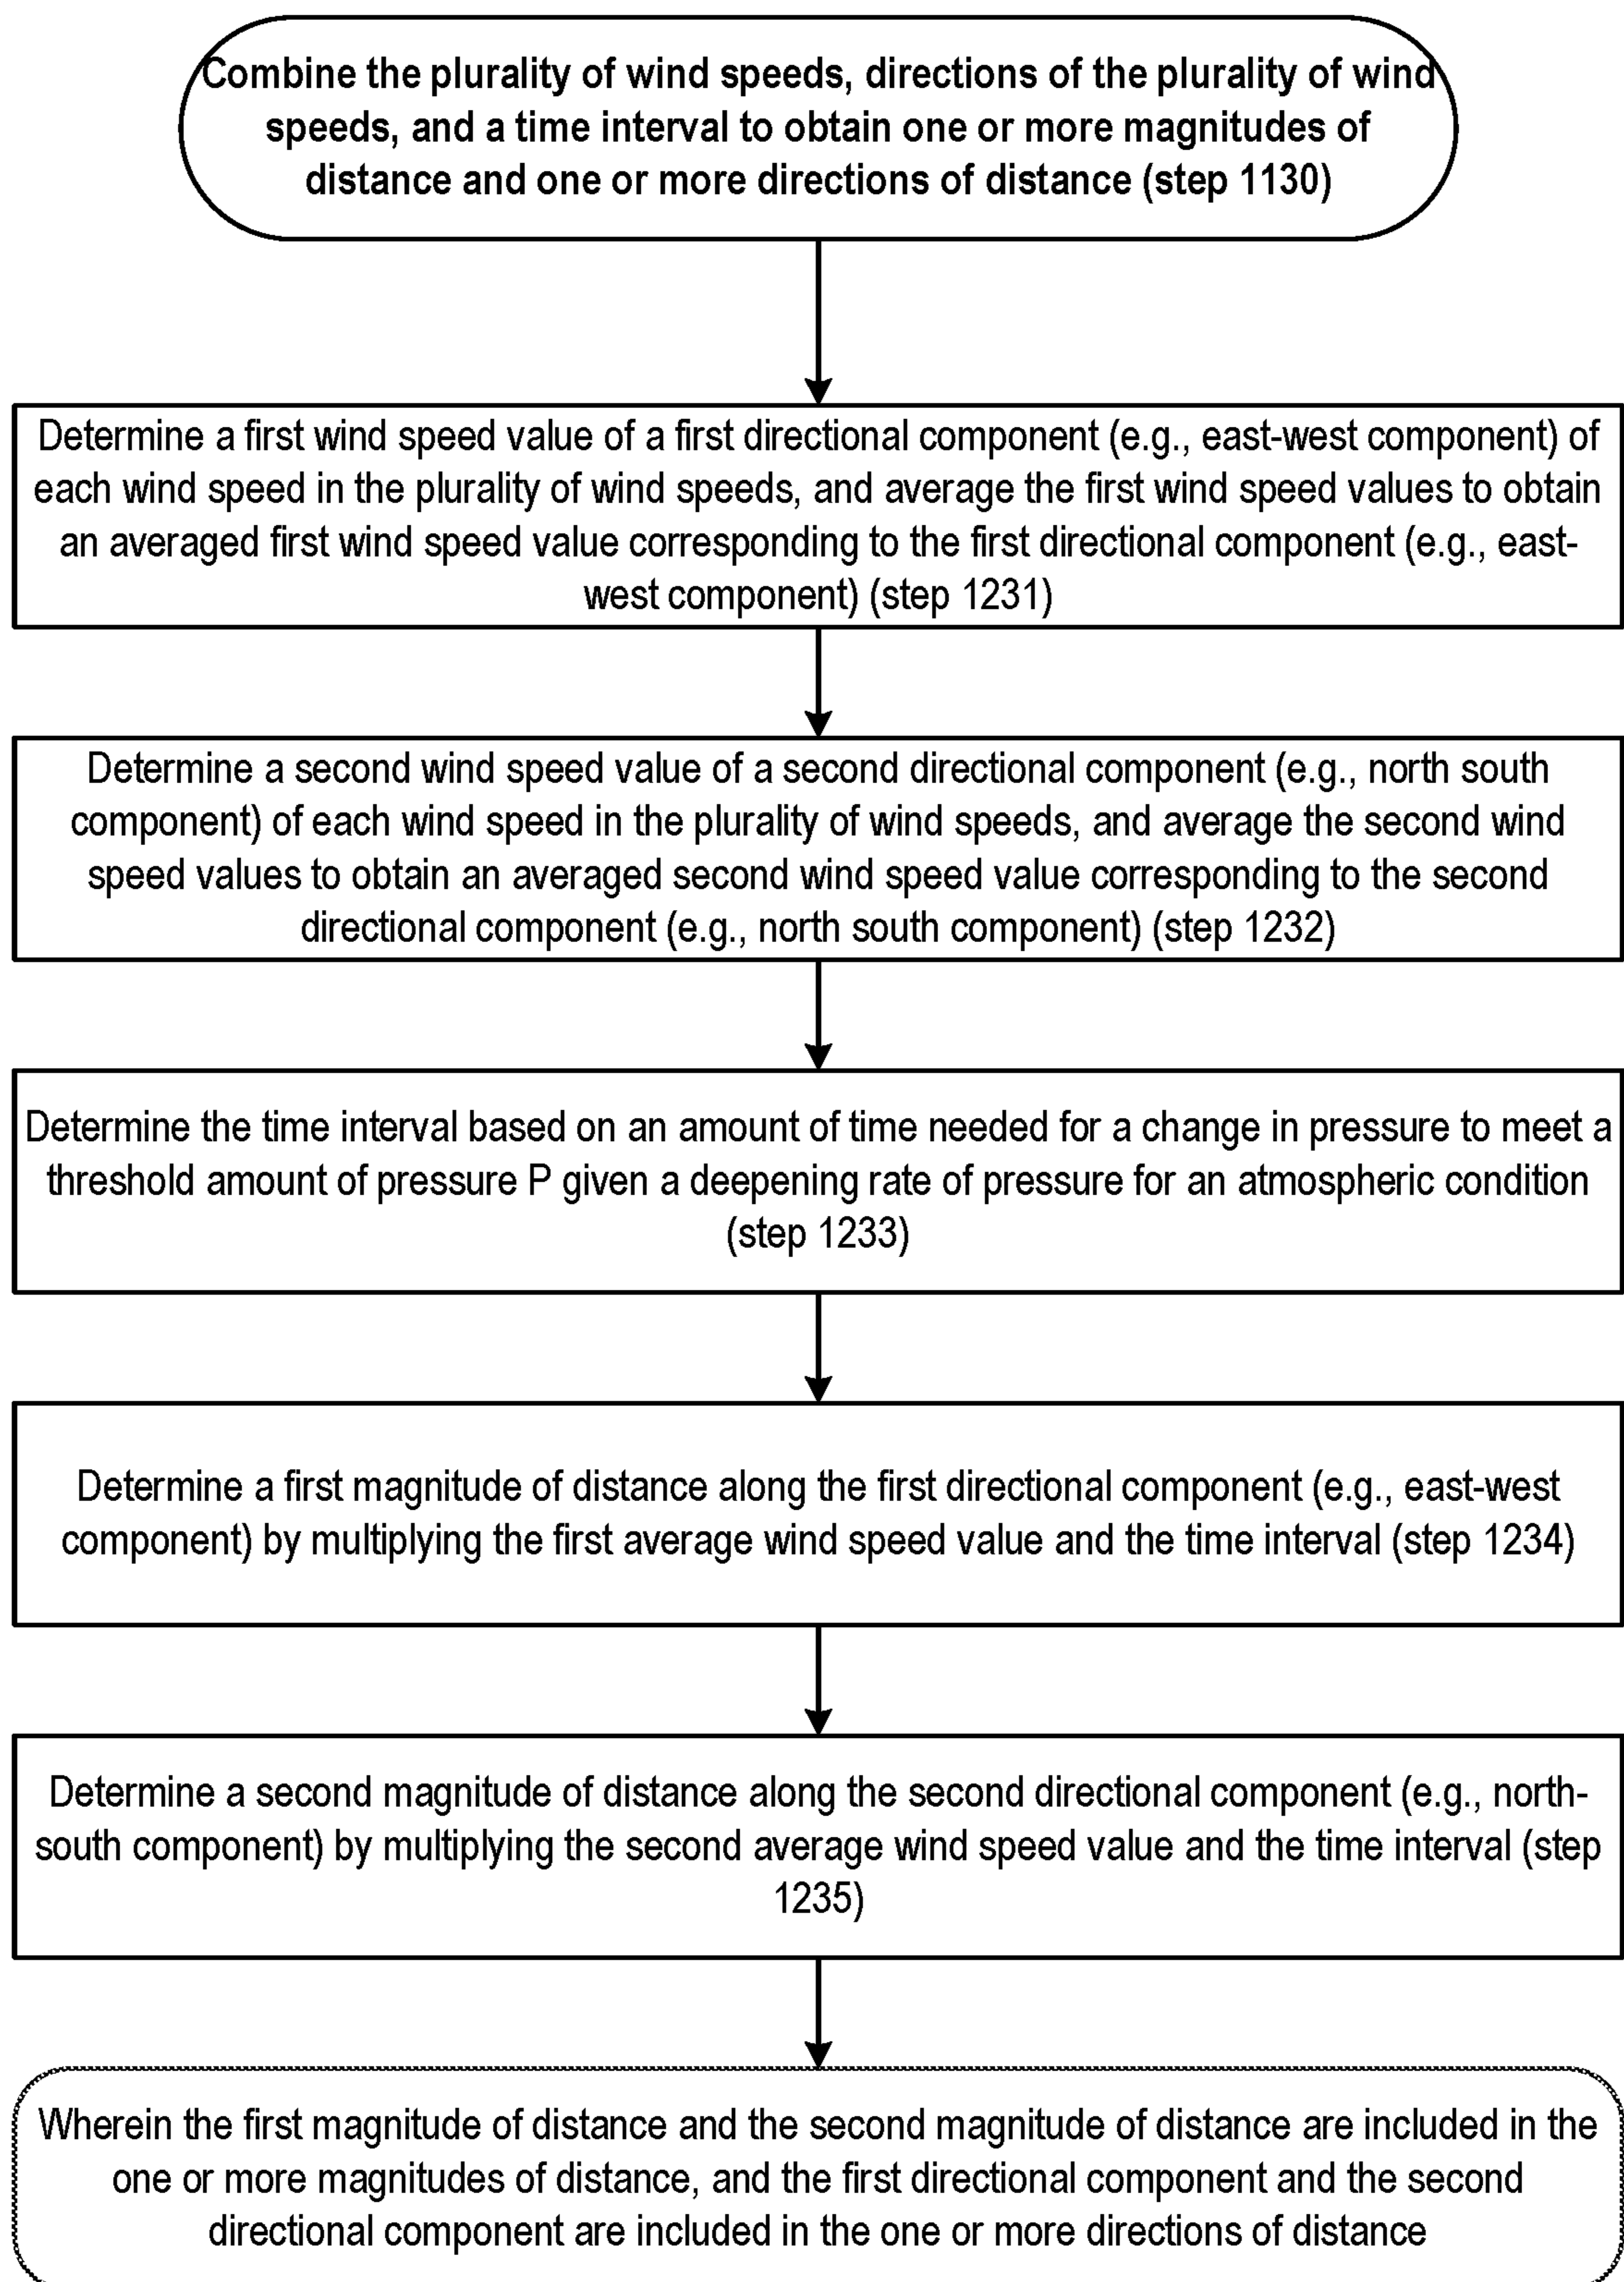 Combine the plurality of wind speeds, directions of the plurality of wind
speeds, and a time interval to obtain one or more magnitudes of
distance and one or more directions of distance (step 1130)
Determine a first wind speed value of a first directional component (e.g., east-west component) of
each wind speed in the plurality of wind speeds, and average the first wind speed values to obtain
an averaged first wind speed value corresponding to the first directional component (e.g., east-
west component) (step 1231)
Determine a second wind speed value of a second directional component (e.g., north south
component) of each wind speed in the plurality of wind speeds, and average the second wind
speed values to obtain an averaged second wind speed value corresponding to the second
directional component (e.g., north south component) (step 1232)
Determine the time interval based on an amount of time needed for a change in pressure to meet a
threshold amount of pressure P given a deepening rate of pressure for an atmospheric condition
(step 1233)
Determine a first magnitude of distance along the first directional component (e.g., east-west
component) by multiplying the first average wind speed value and the time interval (step 1234)
Determine a second magnitude of distance along the second directional component (e.g., north-
south component) by multiplying the second average wind speed value and the time interval (step
1235)
Wherein the first magnitude of distance and the second magnitude of distance are included in the
one or more magnitudes of distance, and the first directional component and the second
directional component are included in the one or more directions of distance